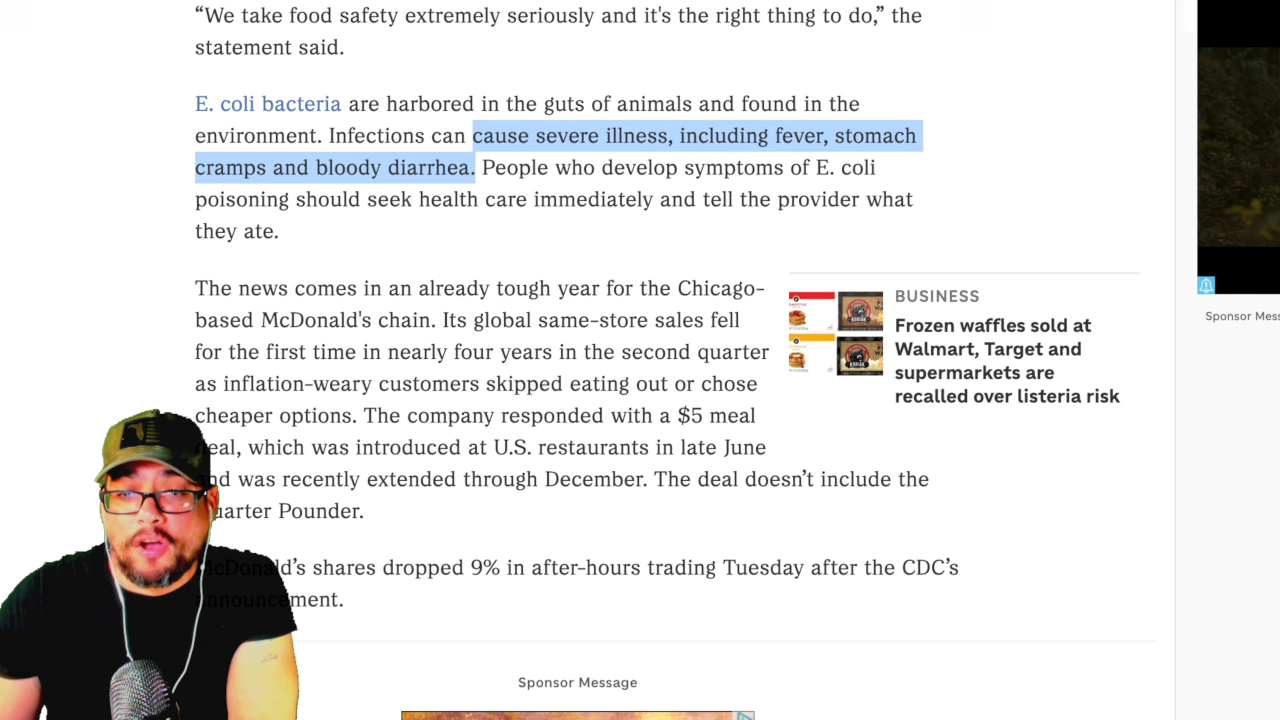 “We take food safety extremely seriously and it's the right thing to do,” the
statement said.
E. coli bacteria are harbored in the guts of animals and found in the
environment. Infections can cause severe illness, including fever, stomach
cramps and bloody diarrhea. People who develop symptoms of E. coli
poisoning should seek health care immediately and tell the provider what
they ate.
The news comes in an already tough year for the Chicago-
based McDonald's chain. Its global same-store sales fell
for the first time in nearly four years in the second quarter
as inflation-weary customers skipped eating out or chose
cheaper options. The company responded with a $5 meal
deal, which was introduced at U.S. restaurants in late June
and was recently extended through December. The deal doesn’t include the
Quarter Pounder.
McDonald’s shares dropped 9% in after-hours trading Tuesday after the CDC’s
announcement.
BUSINESS
Frozen waffles sold at
Walmart, Target and
supermarkets are
recalled over listeria risk
Sponsor Mess
Sponsor Message